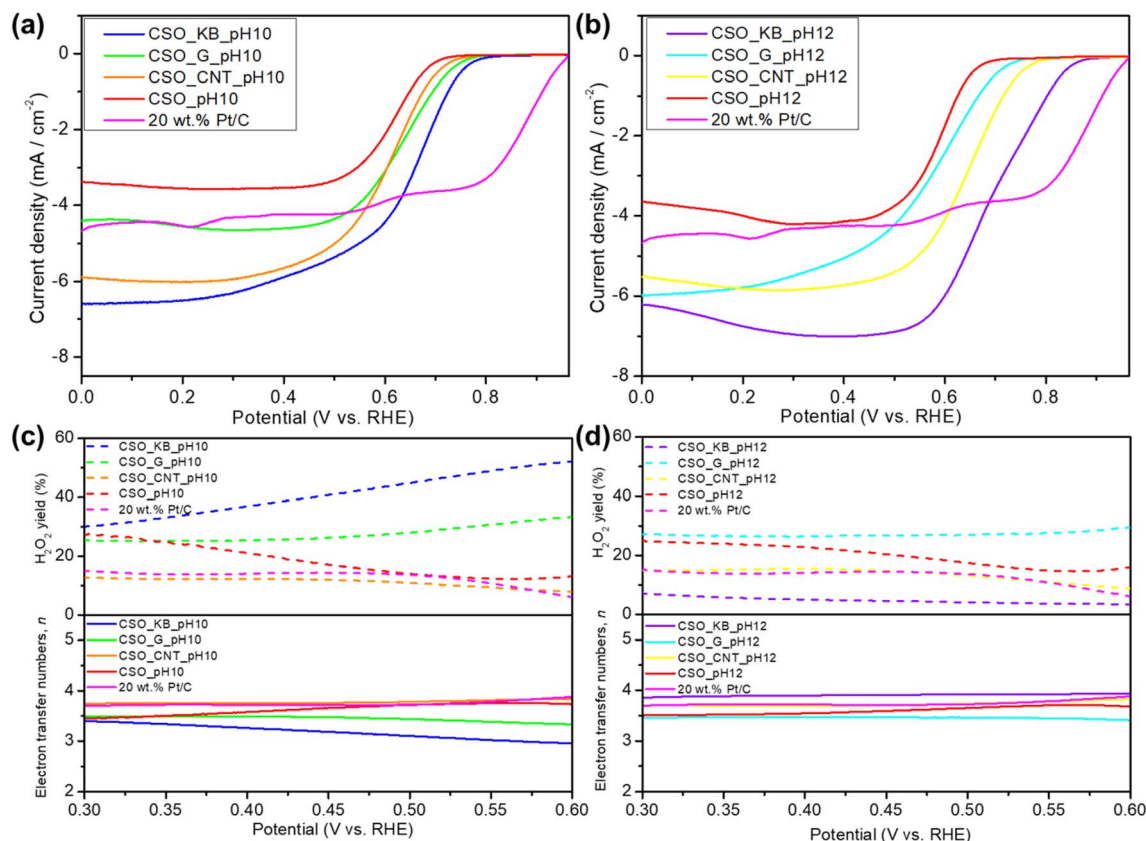 (a)
CSO_KB_pH10
CSO_G_pH10
CSO_CNT_pH10
CSO_pH10
20 wt.% Pt/C
Current density (mA / cm⁻²)
0
-2
-4
-6
-8
0.0 0.2 0.4 0.6 0.8
Potential (V vs. RHE)
(b)
CSO_KB_pH12
CSO_G_pH12
CSO_CNT_pH12
CSO_pH12
20 wt.% Pt/C
Current density (mA / cm⁻²)
0
-2
-4
-6
-8
0.0 0.2 0.4 0.6 0.8
Potential (V vs. RHE)
(c)
CSO_KB_pH10
CSO_G_pH10
CSO_CNT_pH10
CSO_pH10
20 wt.% Pt/C
H₂O₂ yield (%)
60
40
20
0
CSO_KB_pH10
CSO_G_pH10
CSO_CNT_pH10
CSO_pH10
20 wt.% Pt/C
Electron transfer numbers, n
5
4
3
2
0.30 0.35 0.40 0.45 0.50 0.55 0.60
Potential (V vs. RHE)
(d)
CSO_KB_pH12
CSO_G_pH12
CSO_CNT_pH12
CSO_pH12
20 wt.% Pt/C
H₂O₂ yield (%)
60
40
20
0
CSO_KB_pH12
CSO_G_pH12
CSO_CNT_pH12
CSO_pH12
20 wt.% Pt/C
Electron transfer numbers, n
5
4
3
2
0.30 0.35 0.40 0.45 0.50 0.55 0.60
Potential (V vs. RHE)